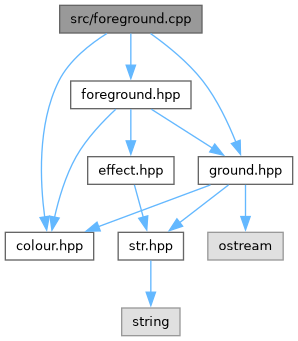 src/foreground.cpp
foreground.hpp
effect.hpp
ground.hpp
colour.hpp
str.hpp
ostream
string